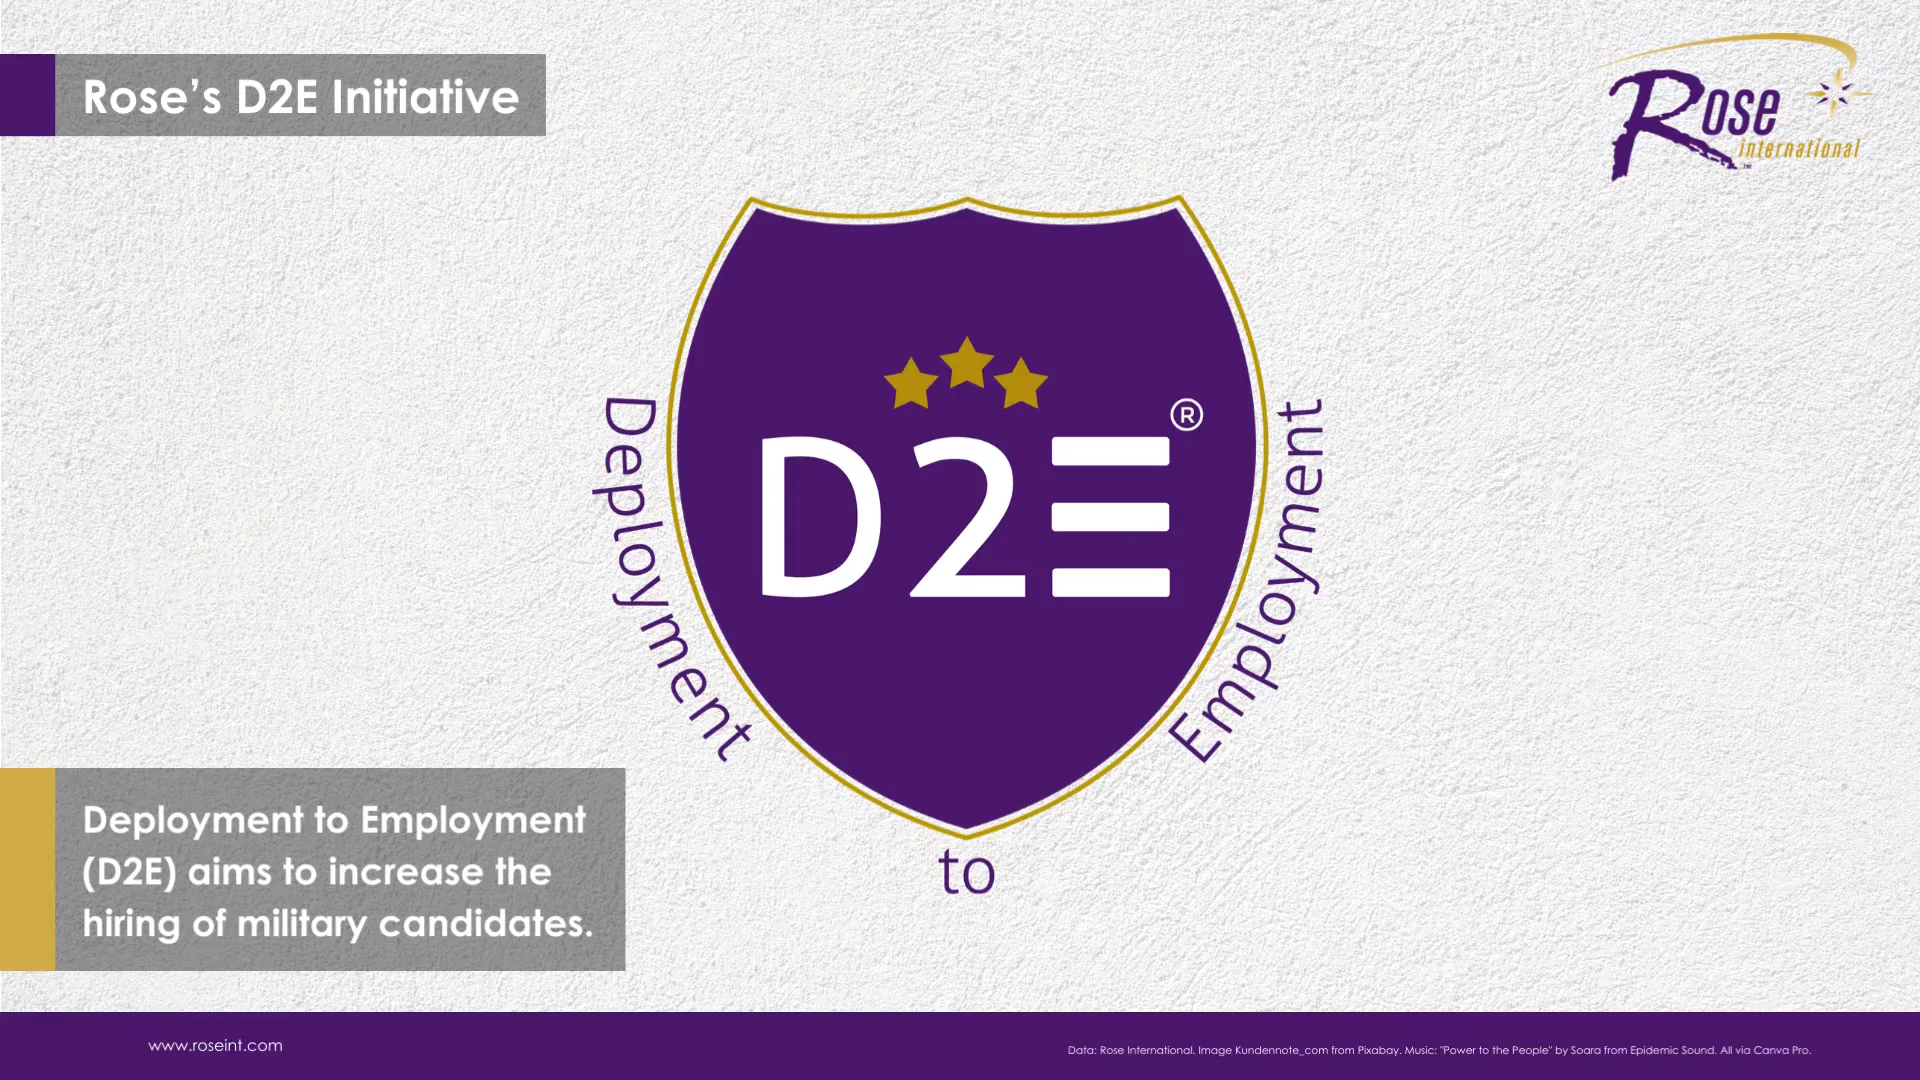 Rose’s D2E Initiative
Rose
international
™
D2E®
Deployment
to
Employment
Deployment to Employment
(D2E) aims to increase the
hiring of military candidates.
www.roseint.com
Data: Rose International. Image Kundennote_com from Pixabay. Music: "Power to the People" by Soara from Epidemic Sound. All via Canva Pro.